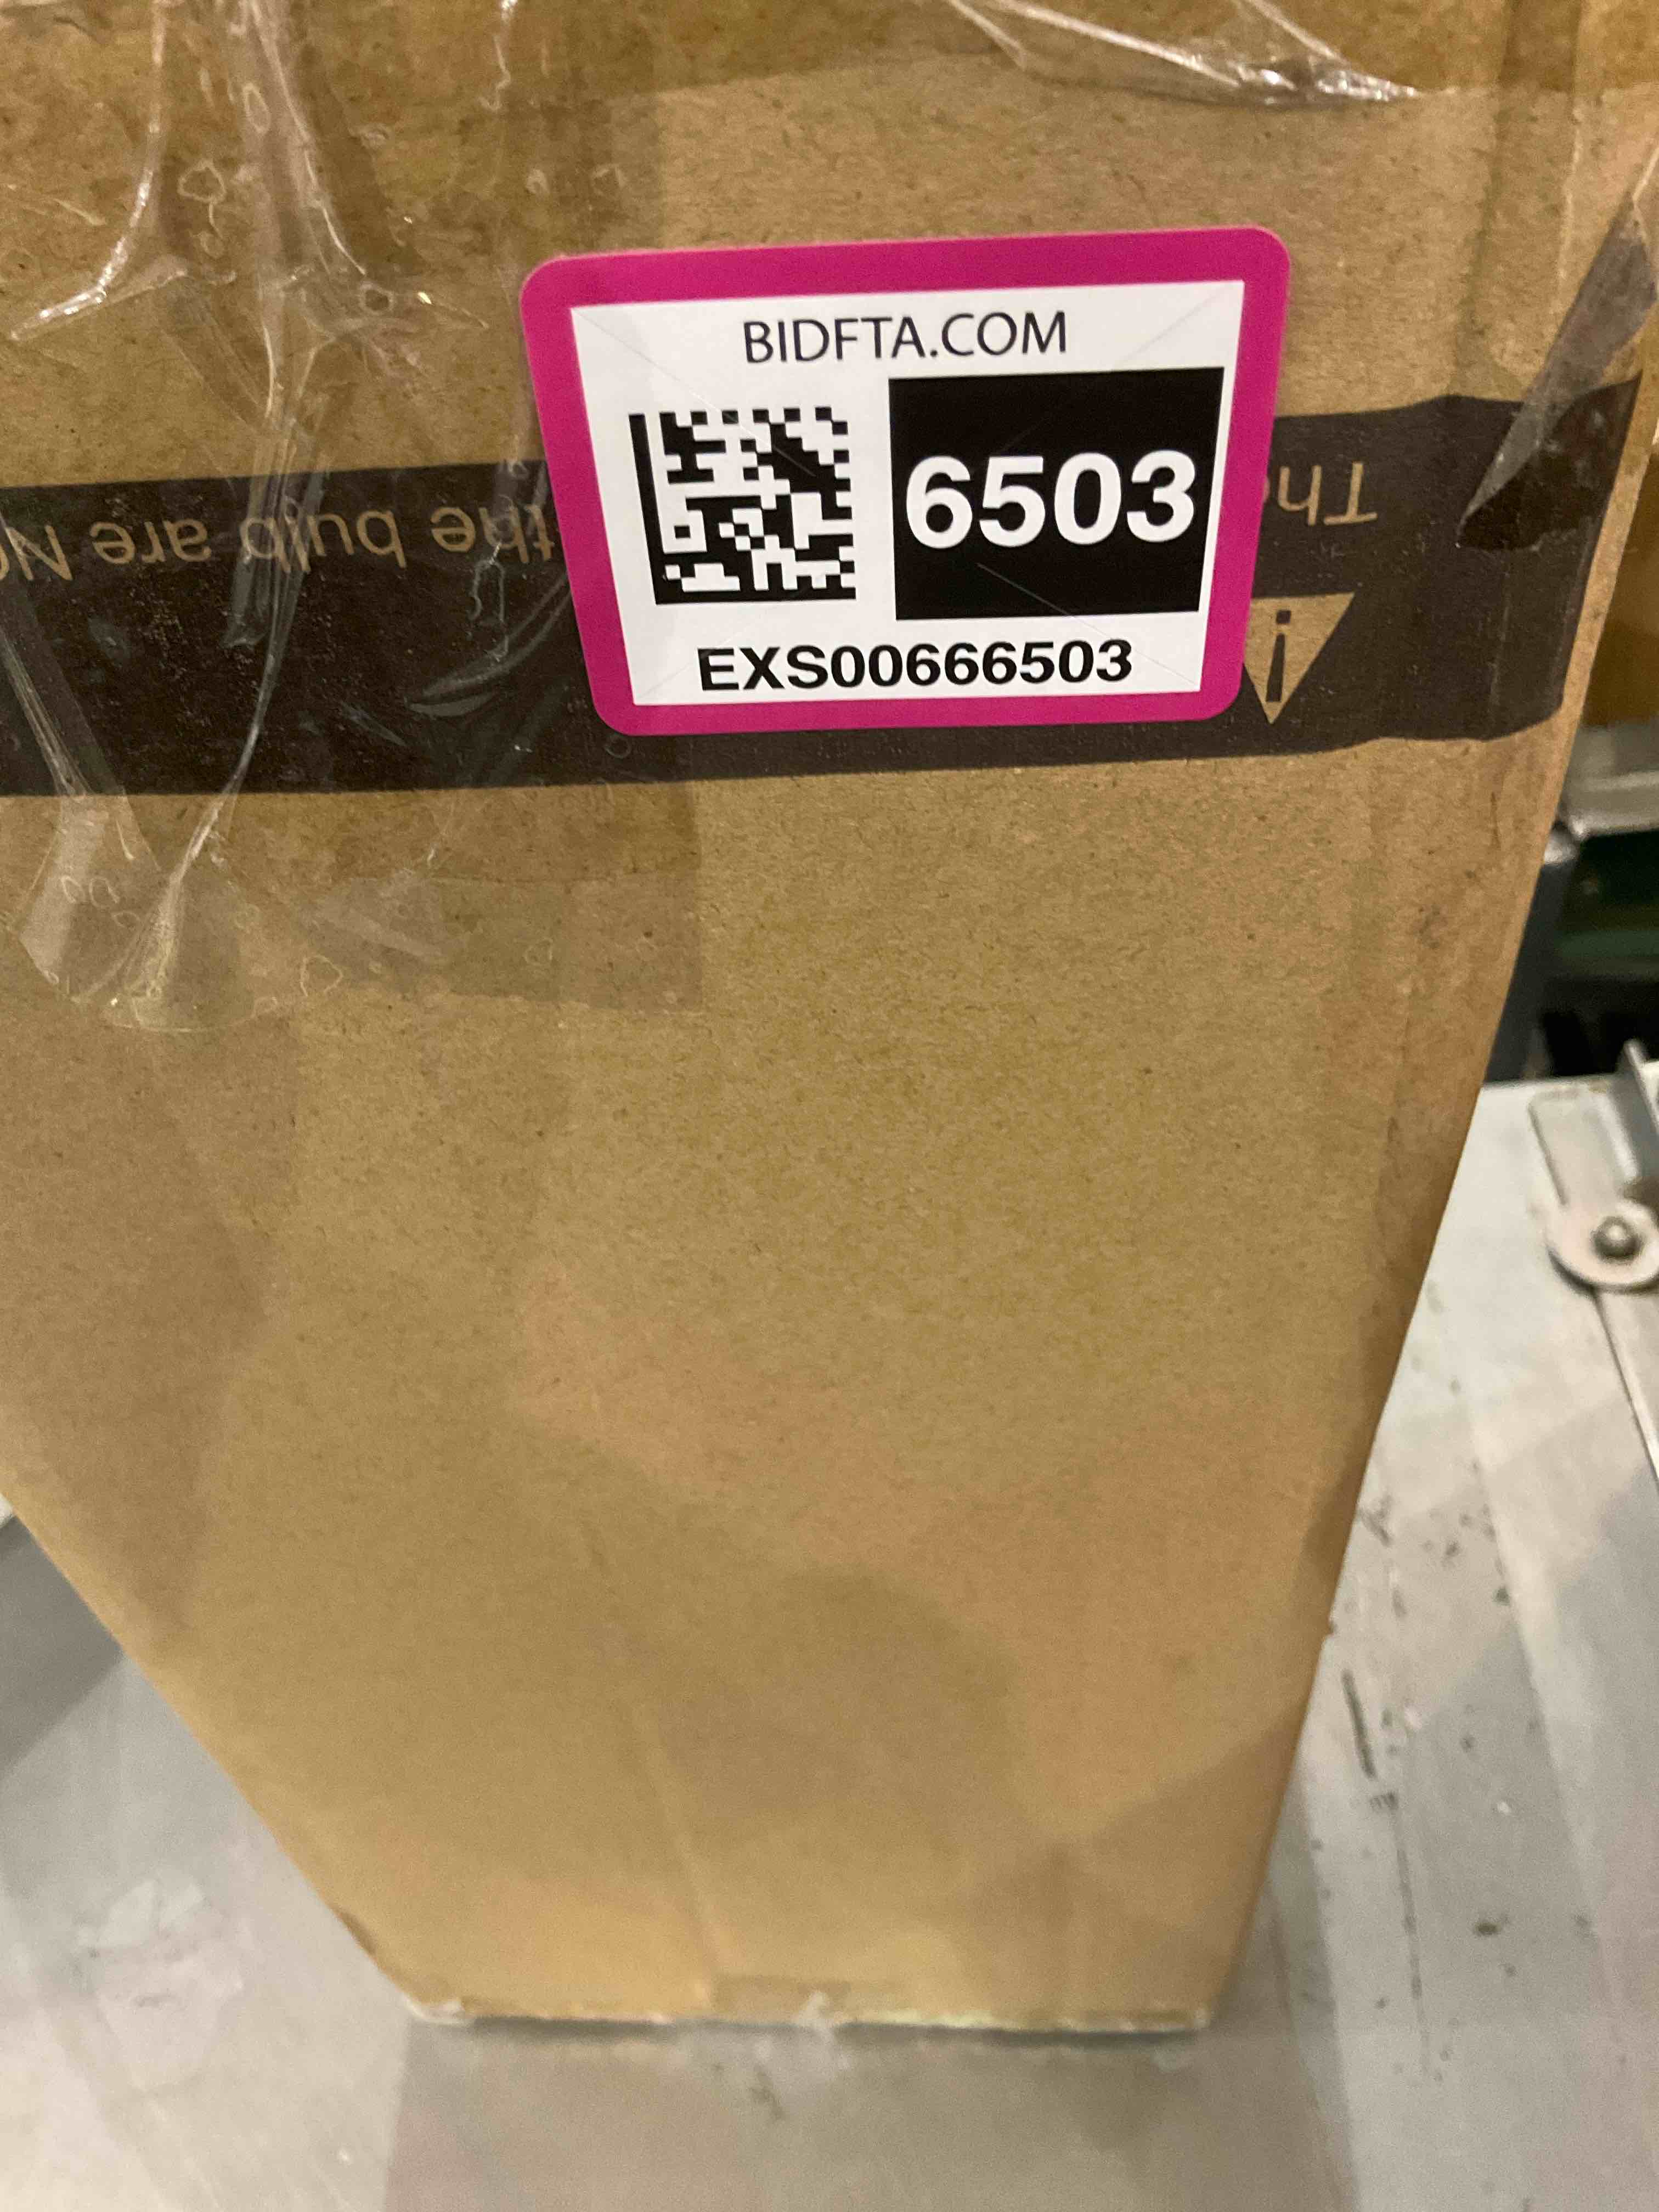 BIDFTA.COM
6503
EXS00666503
the bulb are